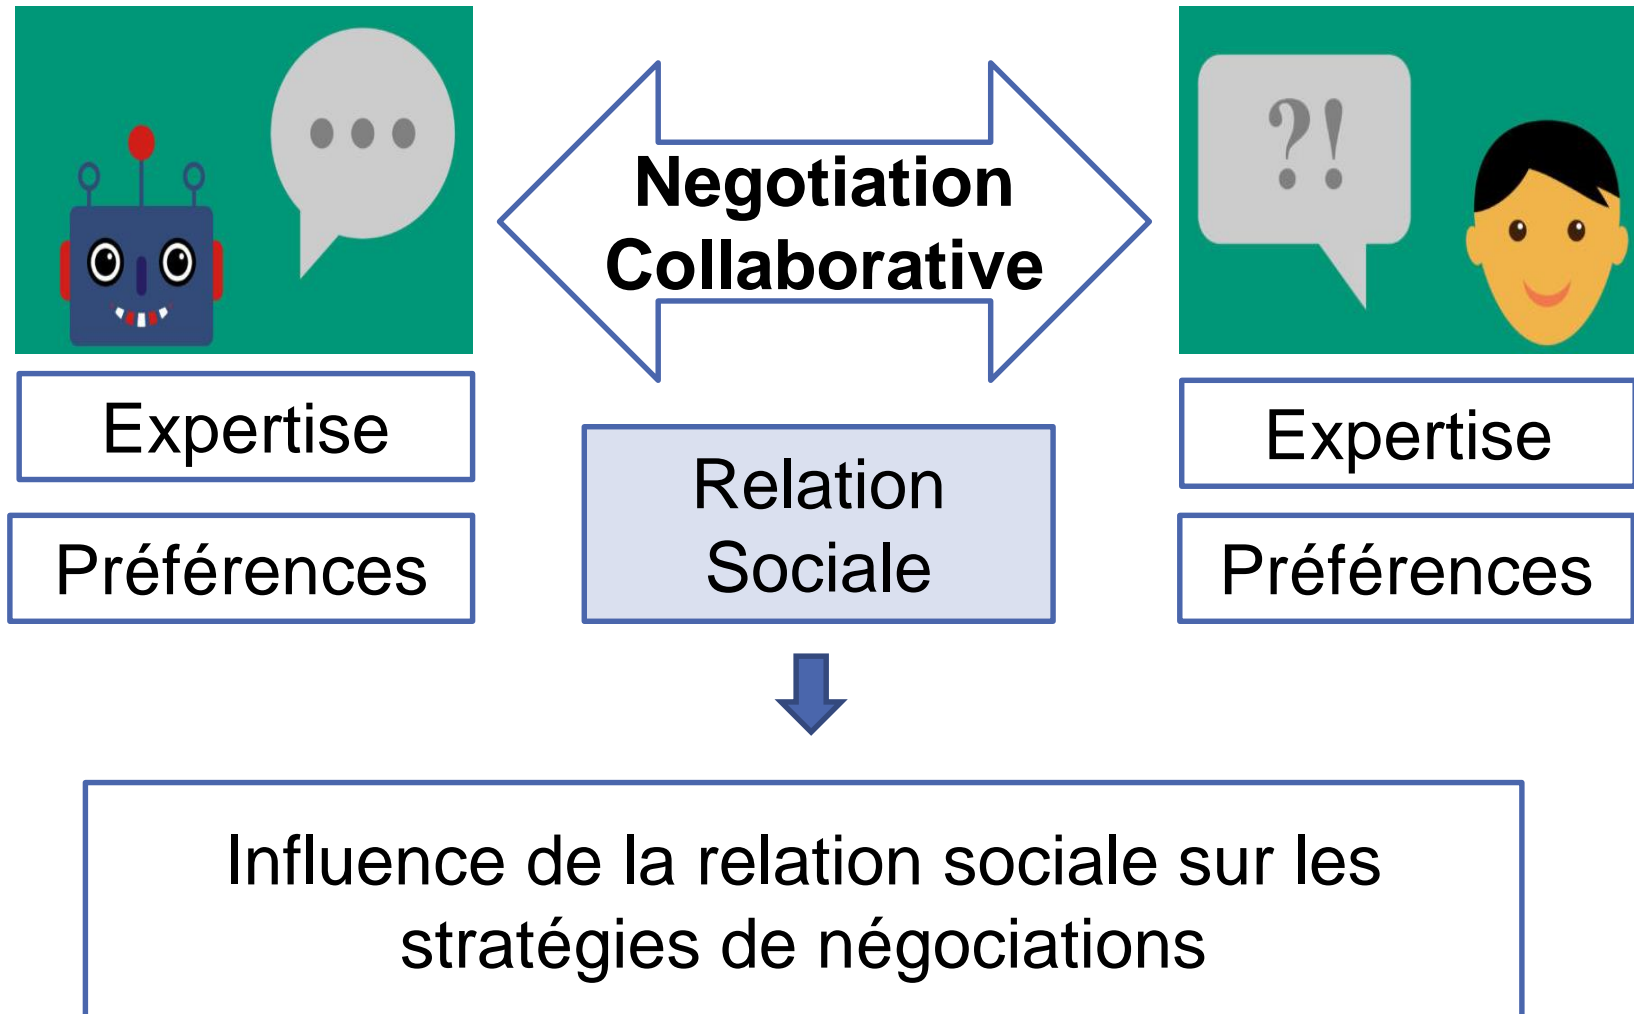 ?!
Negotiation
Collaborative
Expertise
Préférences
Relation
Sociale
Expertise
Préférences
Influence de la relation sociale sur les
stratégies de négociations